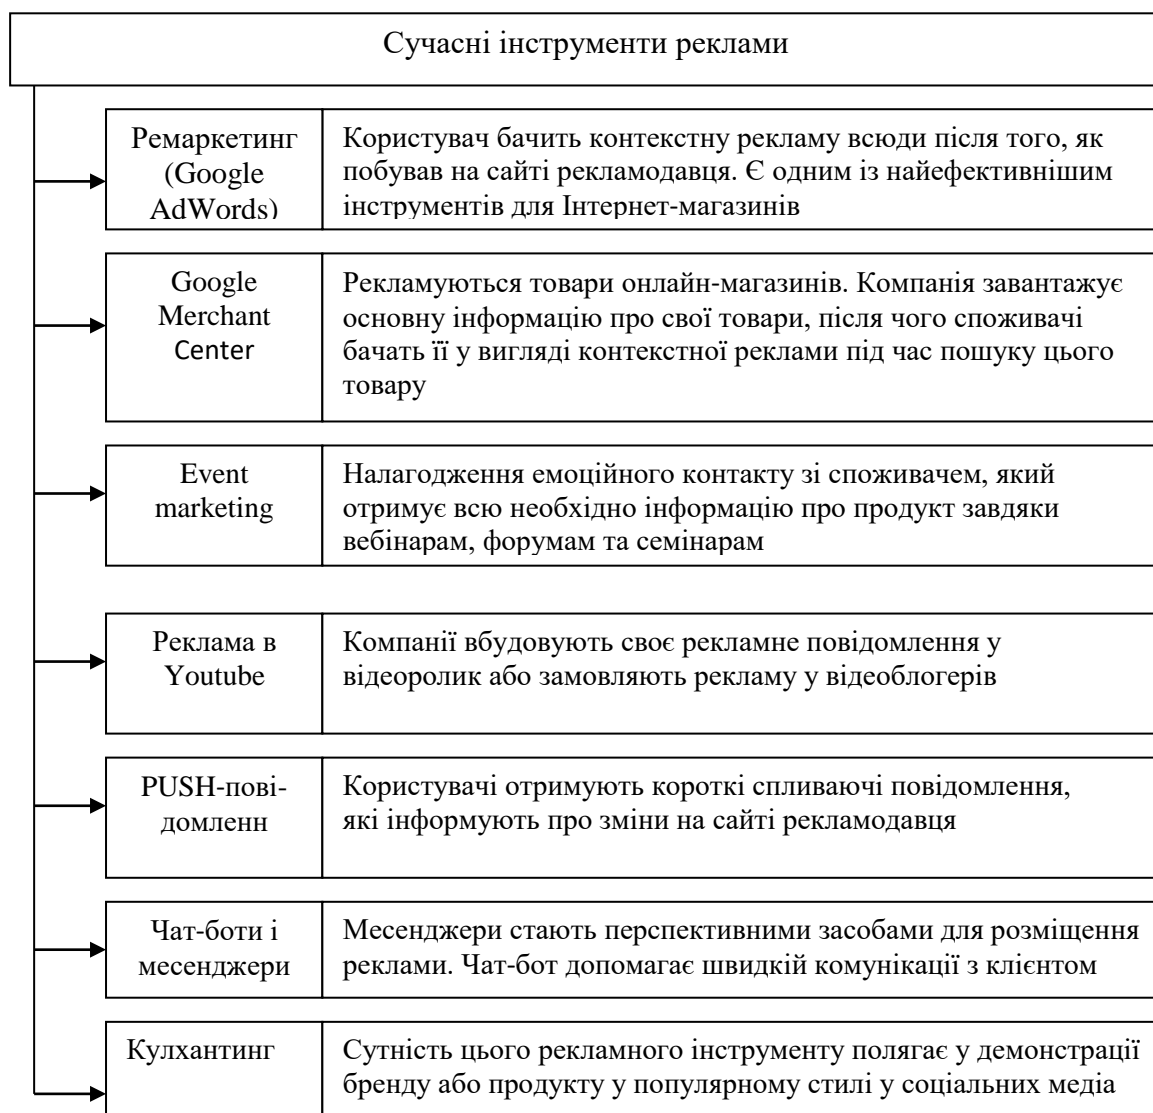 Сучасні інструменти реклами
Ремаркетинг
(Google
AdWords)
Користувач бачить контекстну рекламу всюди після того, як
побував на сайті рекламодавця. Є одним із найефективнішим
інструментів для Інтернет-магазинів
Google
Merchant
Center
Рекламуються товари онлайн-магазинів. Компанія завантажує
основну інформацію про свої товари, після чого споживачі
бачать її у вигляді контекстної реклами під час пошуку цього
товару
Event
marketing
Налагодження емоційного контакту зі споживачем, який
отримує всю необхідно інформацію про продукт завдяки
вебінарам, форумам та семінарам
Реклама в
Youtube
Компанії вбудовують своє рекламне повідомлення у
відеоролик або замовляють рекламу у відеоблогерів
PUSH-пові-
домленн
Користувачі отримують короткі спливаючі повідомлення,
які інформують про зміни на сайті рекламодавця
Чат-боти і
месенджери
Месенджери стають перспективними засобами для розміщення
реклами. Чат-бот допомагає швидкій комунікації з клієнтом
Кулхантинг
Сутність цього рекламного інструменту полягає у демонстрації
бренду або продукту у популярному стилі у соціальних медіа